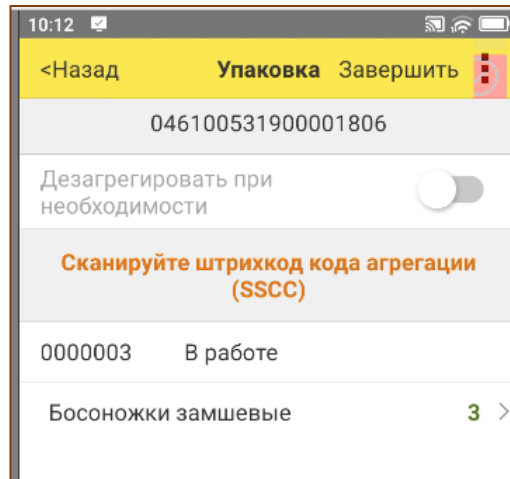 10:12
<Назад Упаковка Завершить
046100531900001806
Дезагрегировать при
необходимости
Сканируйте штрихкод кода агрегации
(SSCC)
0000003 В работе
Босоножки замшевые 3 >